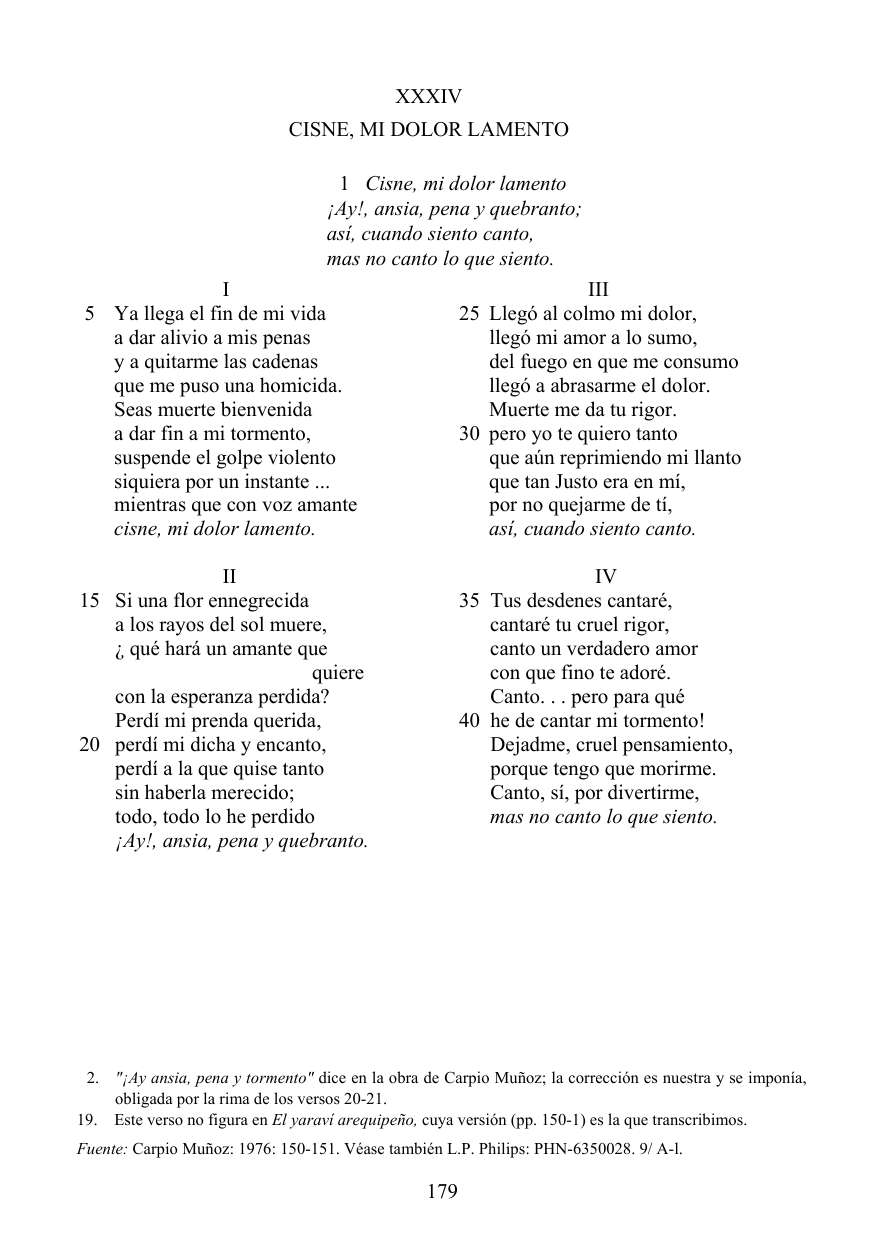 XXXIV
CISNE, MI DOLOR LAMENTO
1 Cisne, mi dolor lamento
¡Ay!, ansia, pena y quebranto;
así, cuando siento canto,
mas no canto lo que siento.
I
5 Ya llega el fin de mi vida
a dar alivio a mis penas
y a quitarme las cadenas
que me puso una homicida.
Seas muerte bienvenida
a dar fin a mi tormento,
suspende el golpe violento
siquiera por un instante ...
mientras que con voz amante
cisne, mi dolor lamento.
II
15 Si una flor ennegrecida
a los rayos del sol muere,
¿ qué hará un amante que
quiere
con la esperanza perdida?
Perdí mi prenda querida,
20 perdí mi dicha y encanto,
perdí a la que quise tanto
sin haberla merecido;
todo, todo lo he perdido
¡Ay!, ansia, pena y quebranto.
III
25 Llegó al colmo mi dolor,
llegó mi amor a lo sumo,
del fuego en que me consumo
llegó a abrasarme el dolor.
Muerte me da tu rigor.
30 pero yo te quiero tanto
que aún reprimiendo mi llanto
que tan Justo era en mí,
por no quejarme de tí,
así, cuando siento canto.
IV
35 Tus desdenes cantaré,
cantaré tu cruel rigor,
canto un verdadero amor
con que fino te adoré.
Canto. . . pero para qué
40 he de cantar mi tormento!
Dejadme, cruel pensamiento,
porque tengo que morirme.
Canto, sí, por divertirme,
mas no canto lo que siento.
2. "¡Ay ansia, pena y tormento" dice en la obra de Carpio Muñoz; la corrección es nuestra y se imponía,
obligada por la rima de los versos 20-21.
19. Este verso no figura en El yaraví arequipeño, cuya versión (pp. 150-1) es la que transcribimos.
Fuente: Carpio Muñoz: 1976: 150-151. Véase también L.P. Philips: PHN-6350028. 9/ A-l.
179